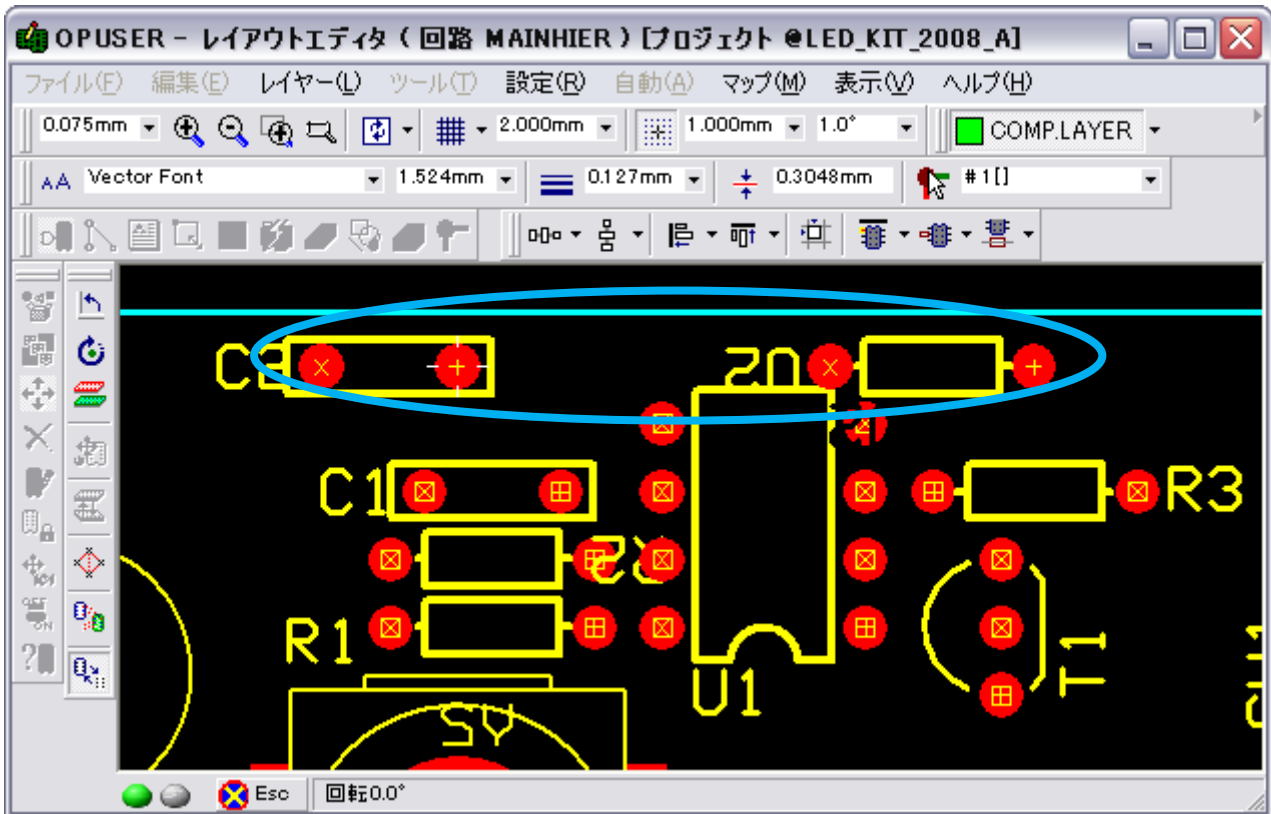 OPUSER - レイアウトエディタ ( 回路 MAINHIER ) [プロジェクト @LED_KIT_2008_A]
ファイル(F) 編集(E) レイヤー(L) ツール(T) 設定(R) 自動(A) マップ(M) 表示(V) ヘルプ(H)
0.075mm 2.000mm 1.000mm 1.0° COMP.LAYER
AA Vector Font 1.524mm 0.127mm 0.3048mm #1[]
C1
R3
R2
R1
U1
T1
Esc 回転0.0°